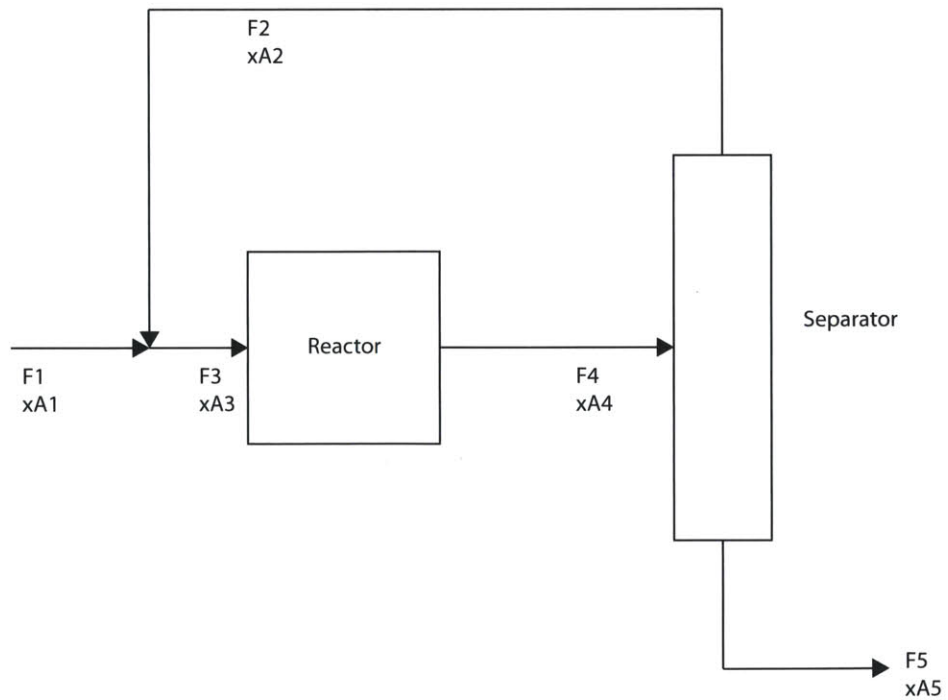 F2
xA2
Separator
Reactor
F1
xA1
F3
xA3
F4
xA4
F5
xA5